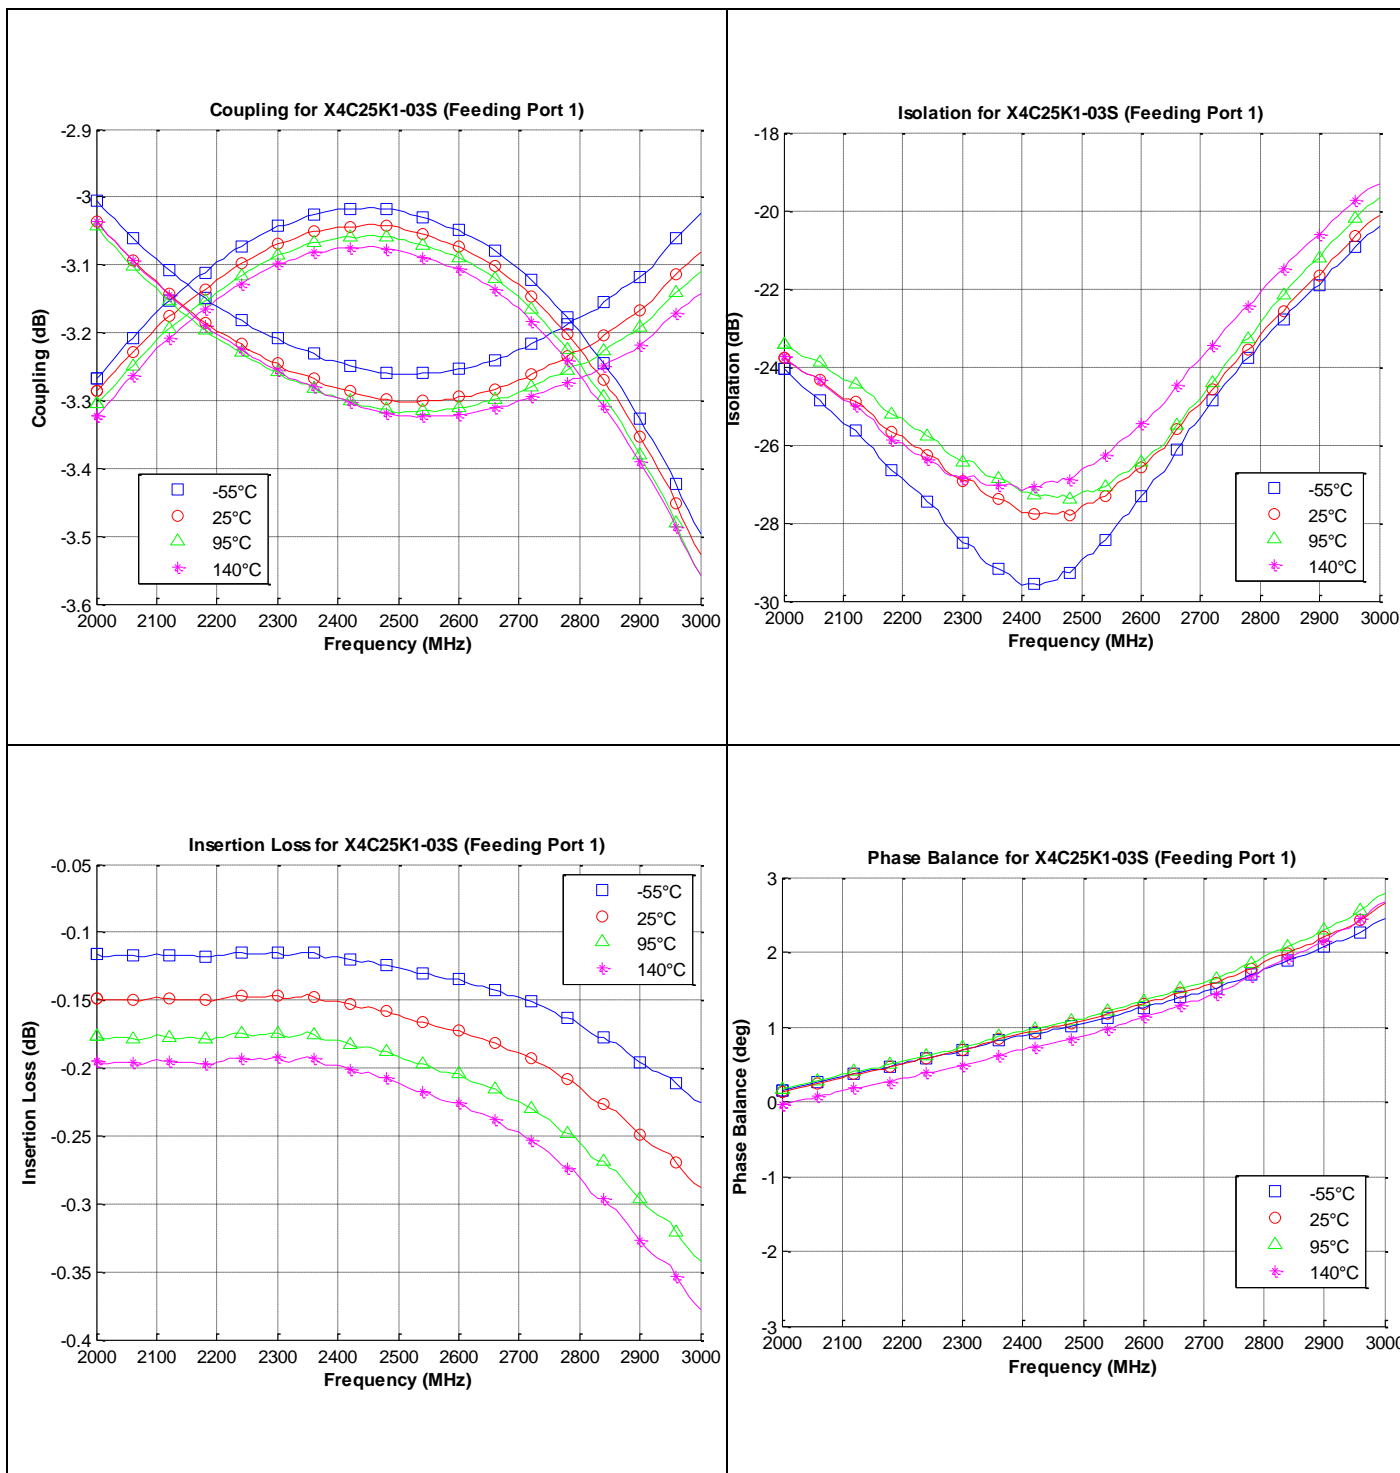 Coupling for X4C25K1-03S (Feeding Port 1)
-2.9
-3
-3.1
-3.2
-3.3
-3.4
-3.5
-3.6
Coupling (dB)
-55°C
25°C
95°C
140°C
2000 2100 2200 2300 2400 2500 2600 2700 2800 2900 3000
Frequency (MHz)
Isolation for X4C25K1-03S (Feeding Port 1)
-18
-20
-22
-24
-26
-28
-30
Isolation (dB)
-55°C
25°C
95°C
140°C
2000 2100 2200 2300 2400 2500 2600 2700 2800 2900 3000
Frequency (MHz)
Insertion Loss for X4C25K1-03S (Feeding Port 1)
-0.05
-0.1
-0.15
-0.2
-0.25
-0.3
-0.35
-0.4
Insertion Loss (dB)
-55°C
25°C
95°C
140°C
2000 2100 2200 2300 2400 2500 2600 2700 2800 2900 3000
Frequency (MHz)
Phase Balance for X4C25K1-03S (Feeding Port 1)
3
2
1
0
-1
-2
-3
Phase Balance (deg)
-55°C
25°C
95°C
140°C
2000 2100 2200 2300 2400 2500 2600 2700 2800 2900 3000
Frequency (MHz)